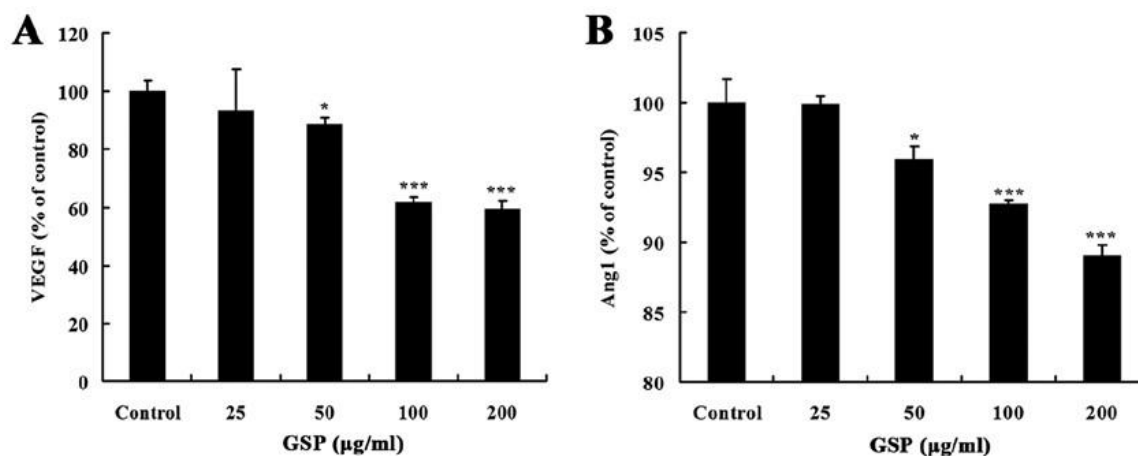 A
VEGF (% of control)
120
100
80
60
40
20
0
*
***
***
Control 25 50 100 200
GSP (µg/ml)
B
Ang1 (% of control)
105
100
95
90
85
80
*
***
***
Control 25 50 100 200
GSP (µg/ml)